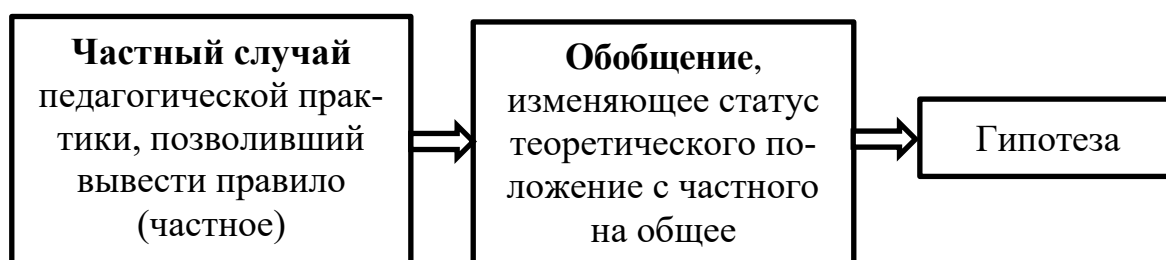 Частный случай
педагогической прак-
тики, позволивший
вывести правило
(частное)
Обобщение,
изменяющее статус
теоретического по-
ложение с частного
на общее
Гипотеза